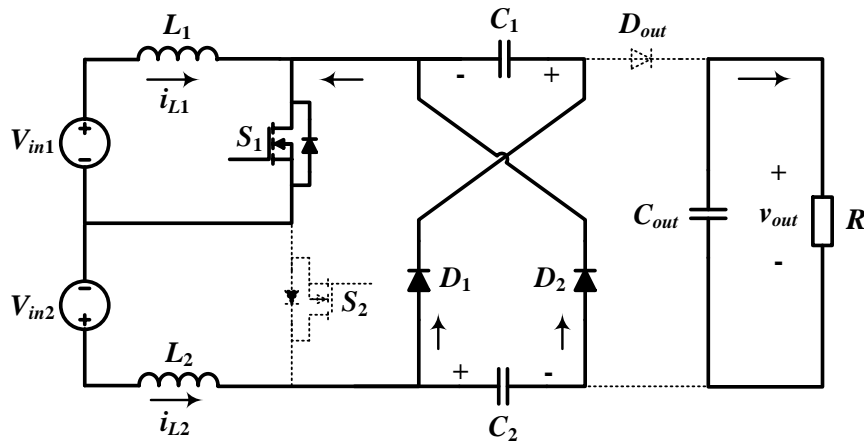 L1
C1
Dout
iL1
- +
Vin1
+
-
S1
+
Cout
vout
R
-
D1
D2
Vin2
-
+
S2
L2
+ -
iL2
C2